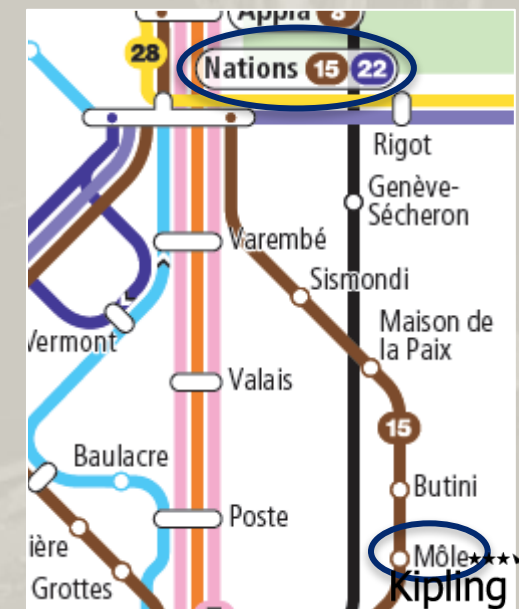 Appia 8
28
Nations 15 22
Rigot
Genève-
Sécheron
Varembé
Sismondi
Vermont
Maison de
la Paix
Valais
15
Baulacre
Butini
Poste
ière
Môle
Grottes
Kipling